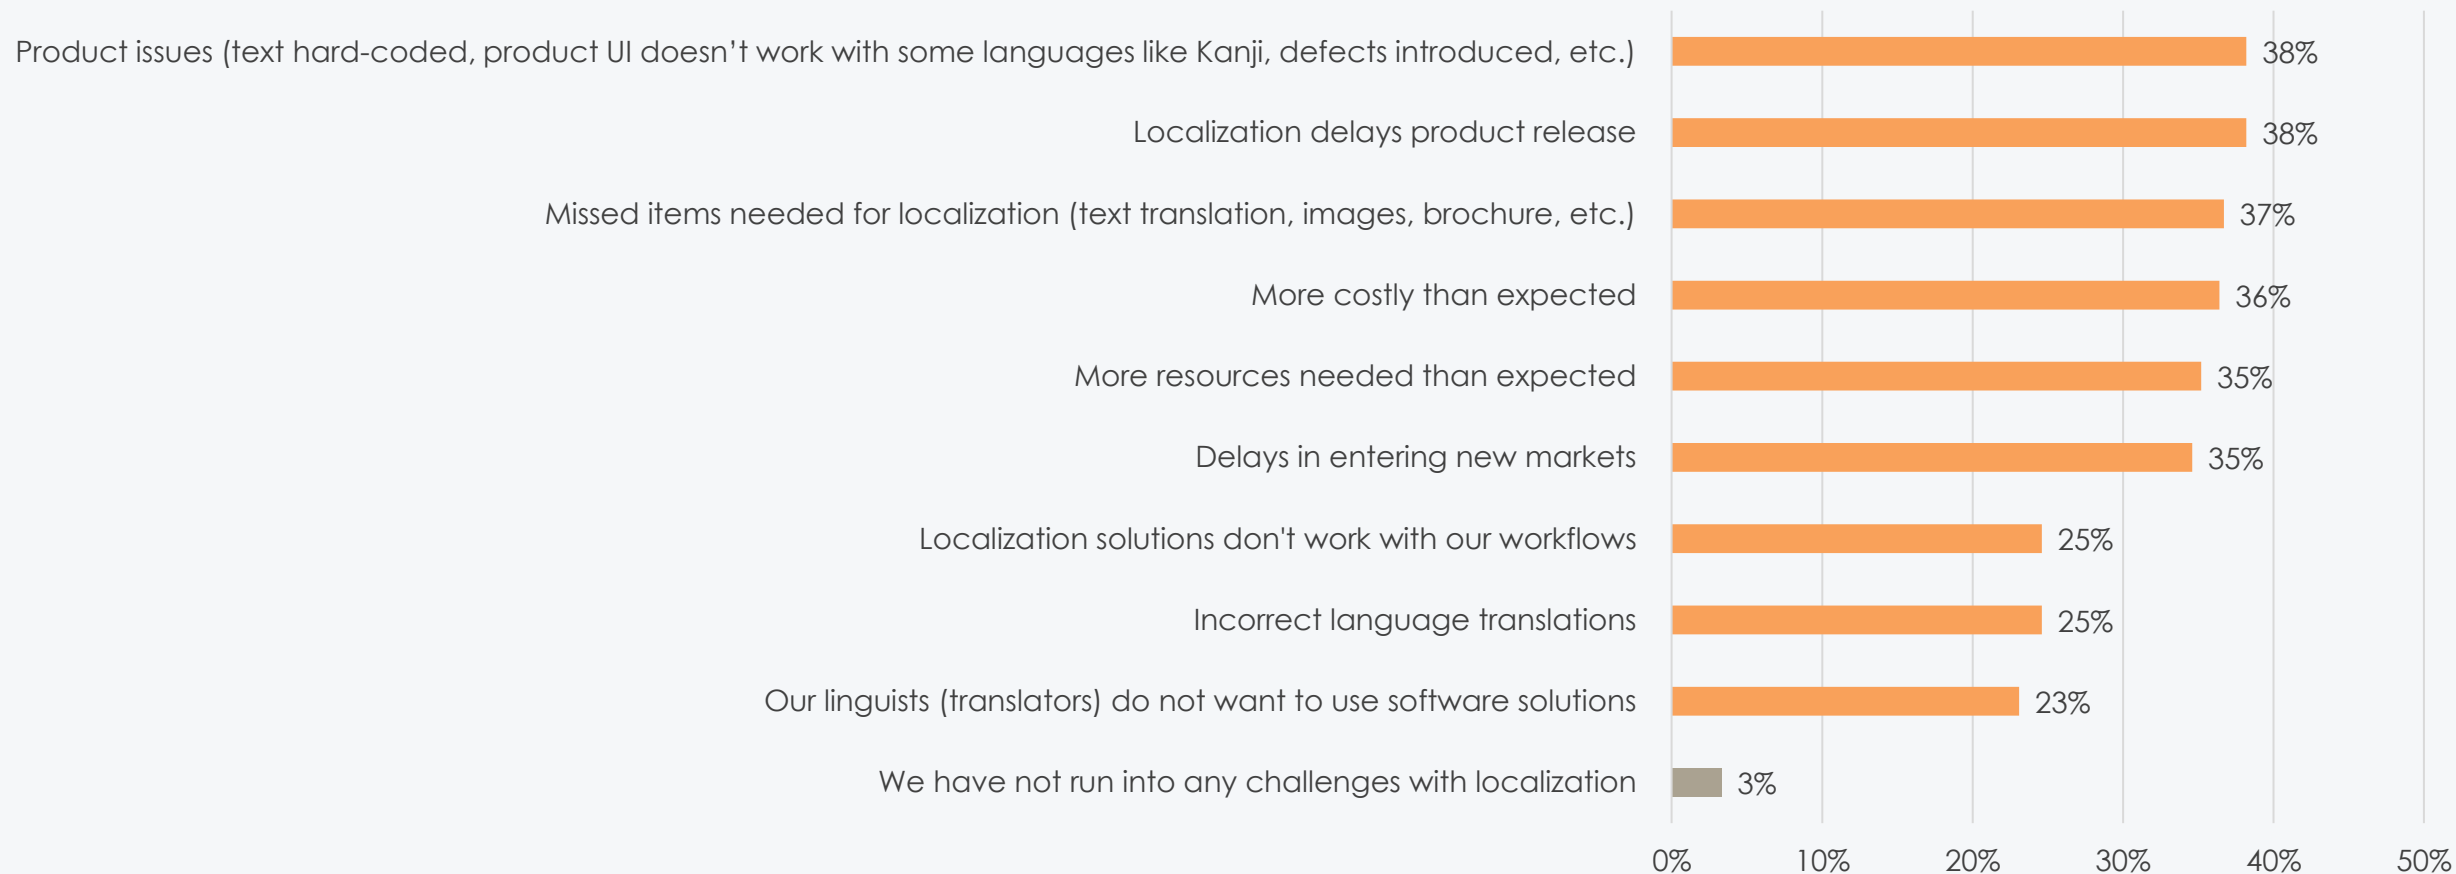 Product issues (text hard-coded, product UI doesn’t work with some languages like Kanji, defects introduced, etc.) 38%
Localization delays product release 38%
Missed items needed for localization (text translation, images, brochure, etc.) 37%
More costly than expected 36%
More resources needed than expected 35%
Delays in entering new markets 35%
Localization solutions don't work with our workflows 25%
Incorrect language translations 25%
Our linguists (translators) do not want to use software solutions 23%
We have not run into any challenges with localization 3%
0% 10% 20% 30% 40% 50%